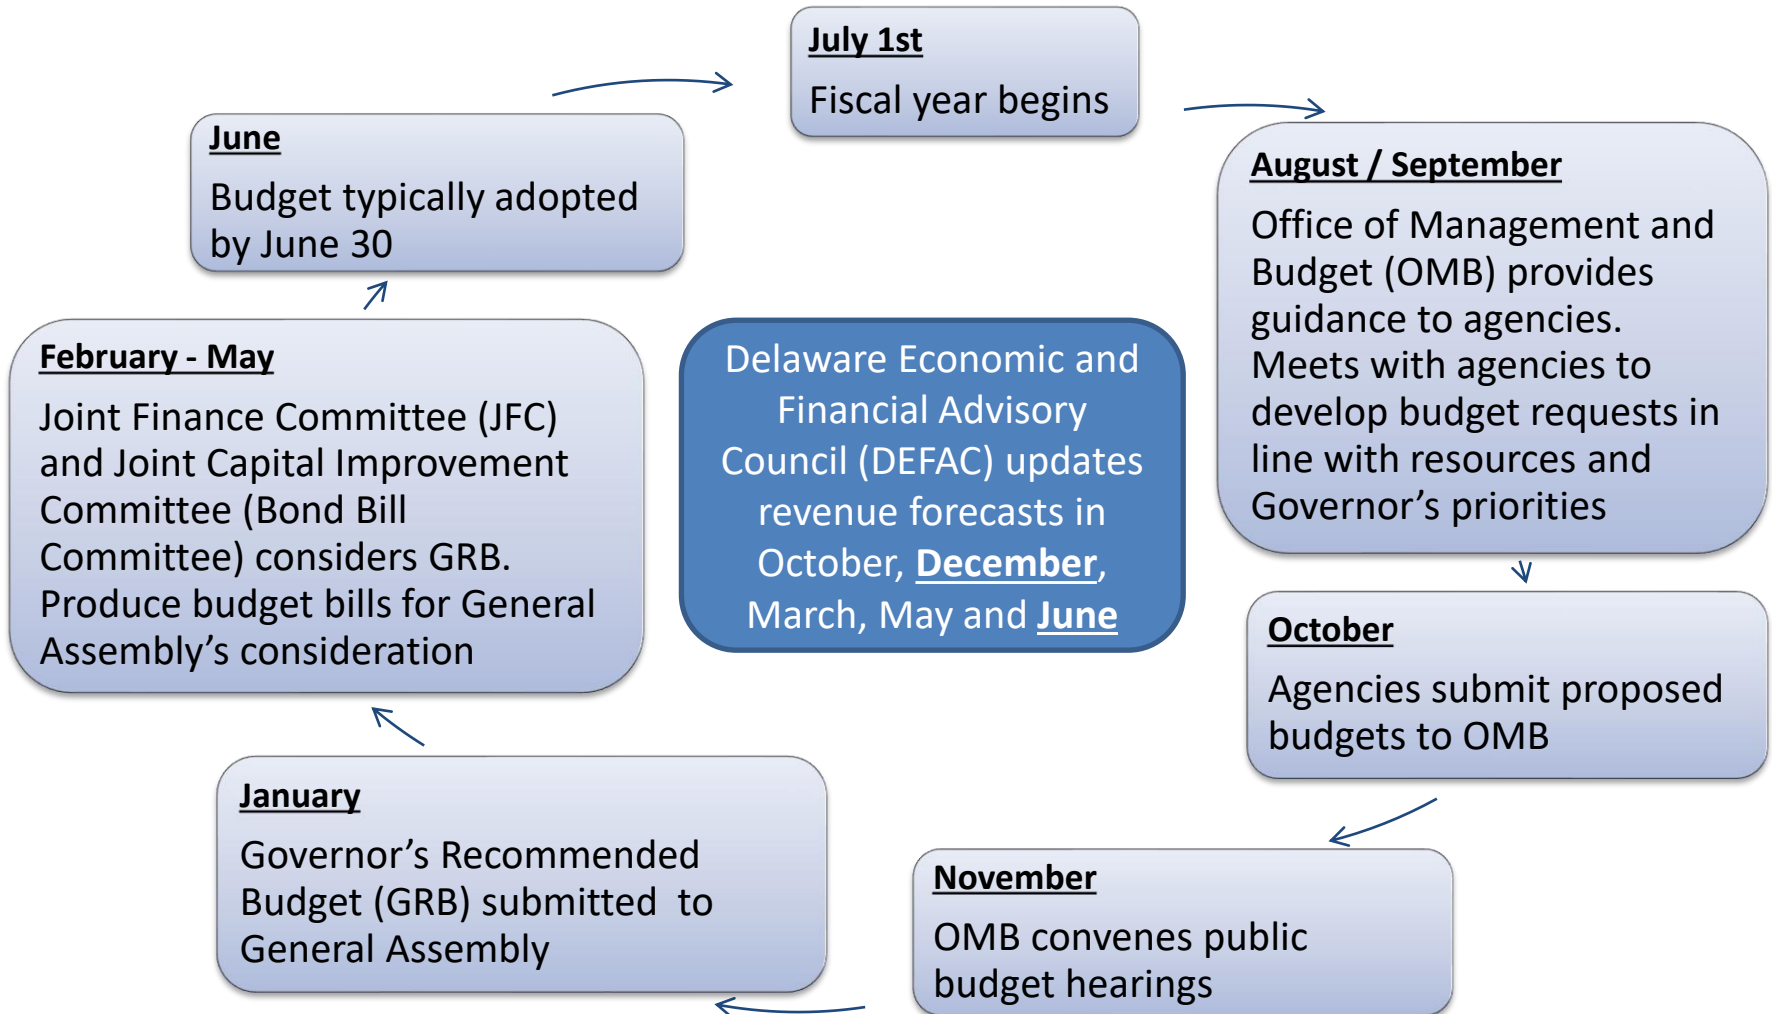 July 1st
Fiscal year begins
August / September
Office of Management and
Budget (OMB) provides
guidance to agencies.
Meets with agencies to
develop budget requests in
line with resources and
Governor’s priorities
October
Agencies submit proposed
budgets to OMB
November
OMB convenes public
budget hearings
January
Governor’s Recommended
Budget (GRB) submitted  to
General Assembly
February - May
Joint Finance Committee (JFC)
and Joint Capital Improvement
Committee (Bond Bill
Committee) considers GRB.
Produce budget bills for General
Assembly’s consideration
June
Budget typically adopted
by June 30
Delaware Economic and
Financial Advisory
Council (DEFAC) updates
revenue forecasts in
October, December,
March, May and June